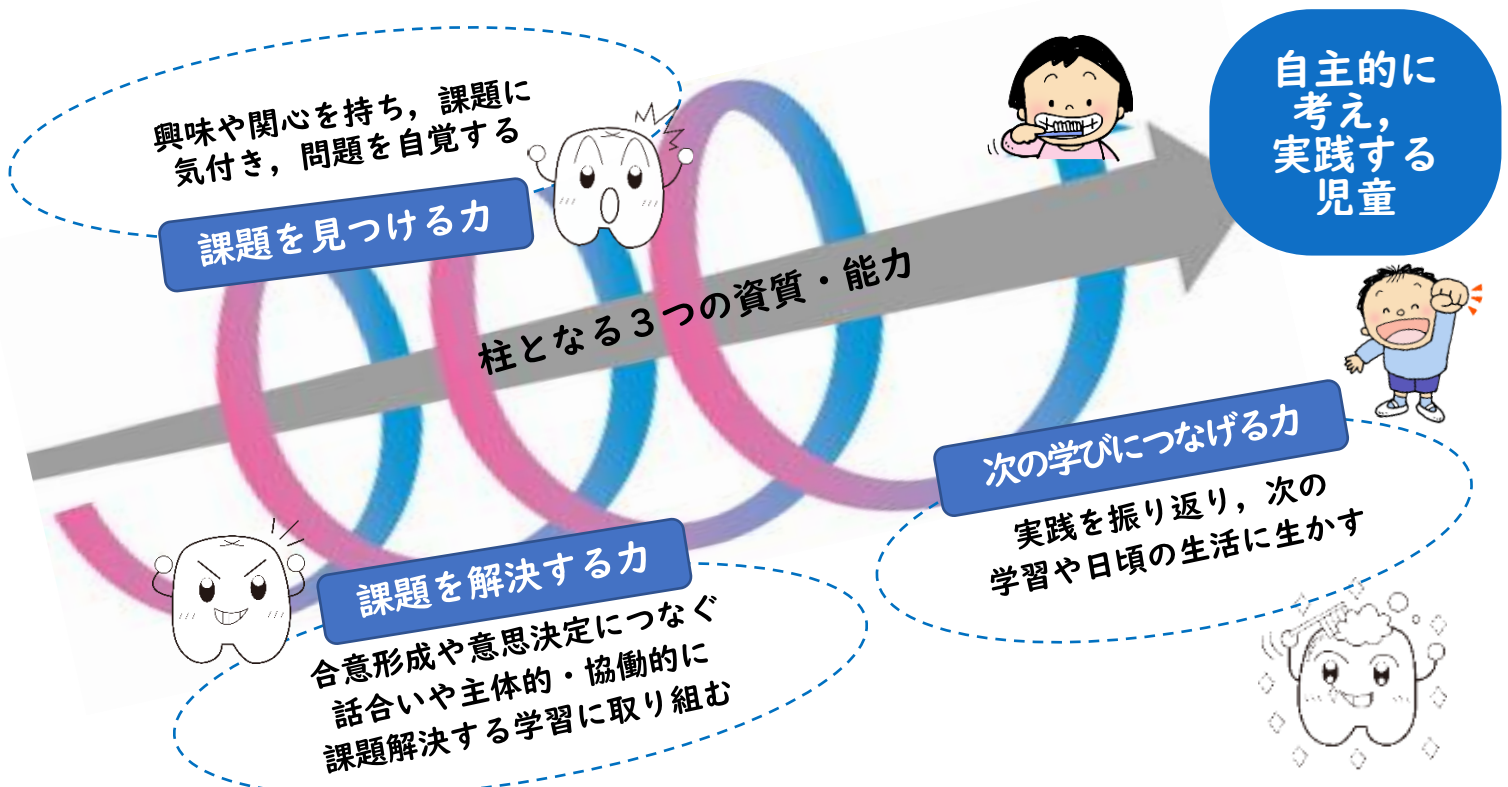 興味や関心を持ち，課題に
気付き，問題を自覚する
課題を見つける力
自主的に
考え，
実践する
児童
柱となる３つの資質・能力
次の学びにつなげる力
実践を振り返り，次の
学習や日頃の生活に生かす
課題を解決する力
合意形成や意思決定につなぐ
話合いや主体的・協働的に
課題解決する学習に取り組む